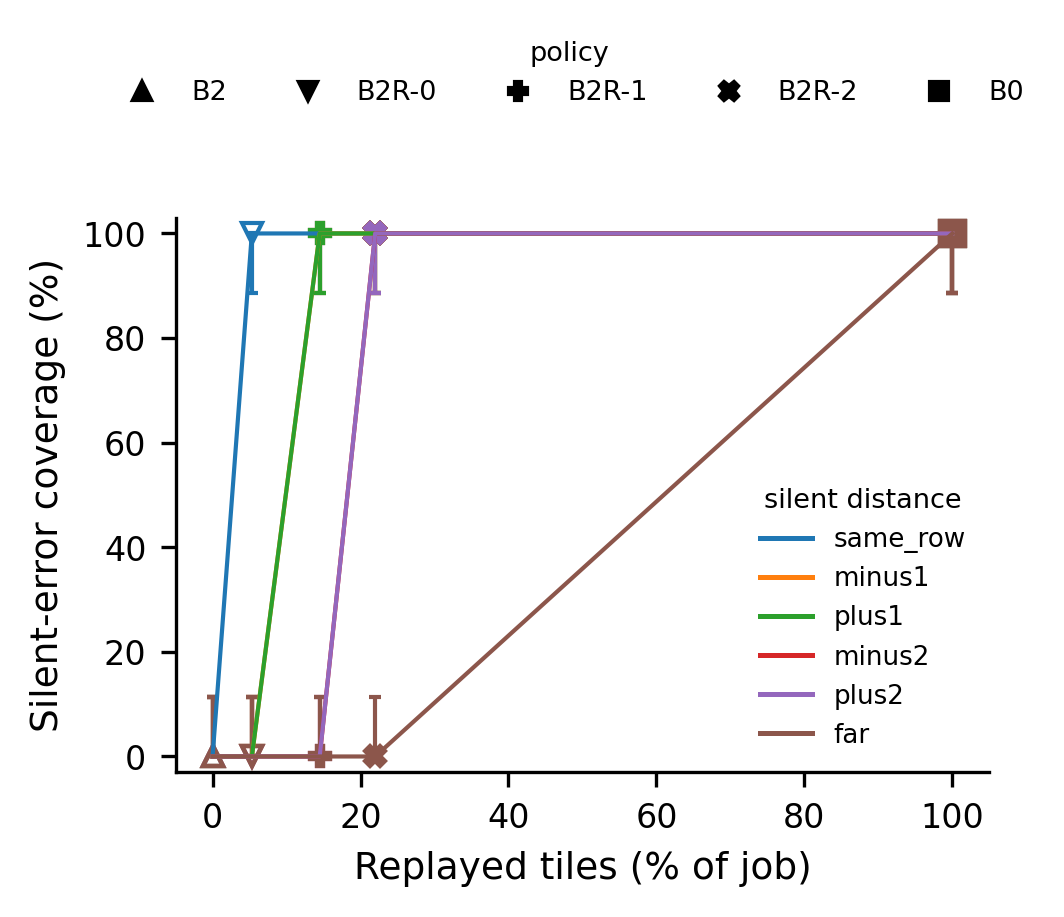 policy
B2 B2R-0 B2R-1 B2R-2 B0
100
80
60
40
20
0
Silent-error coverage (%)
silent distance
same_row
minus1
plus1
minus2
plus2
far
0 20 40 60 80 100
Replayed tiles (% of job)